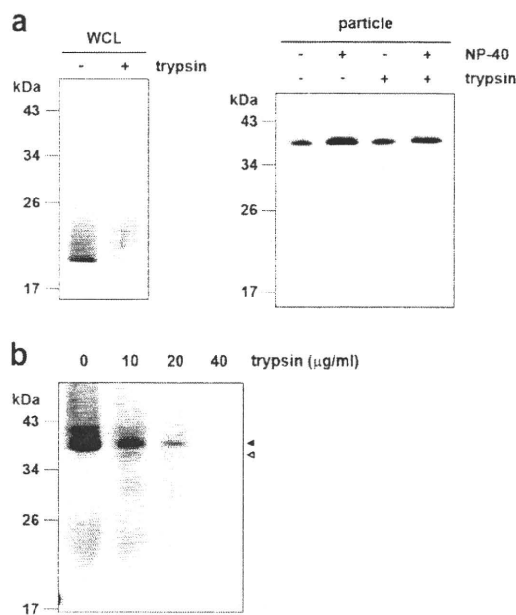 a
WCL
- + trypsin
kDa
43
34
26
17
particle
- + - + NP-40
- - + + trypsin
kDa
43
34
26
17
b
0 10 20 40 trypsin (µg/ml)
kDa
43
34
26
17